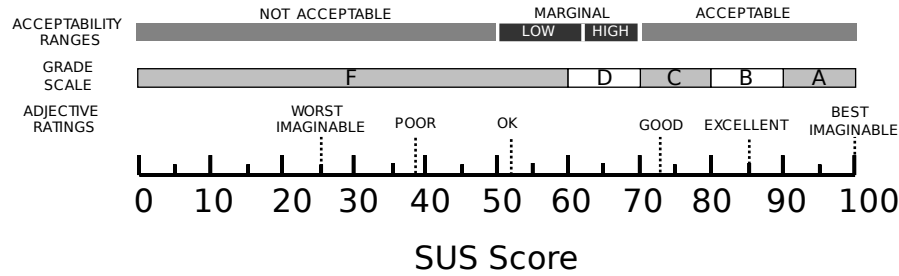 NOT ACCEPTABLE MARGINAL ACCEPTABLE
ACCEPTABILITY
RANGES
LOW HIGH
GRADE
SCALE
F D C B A
ADJECTIVE
RATINGS
WORST
IMAGINABLE
POOR
OK
GOOD
EXCELLENT
BEST
IMAGINABLE
0 10 20 30 40 50 60 70 80 90 100
SUS Score